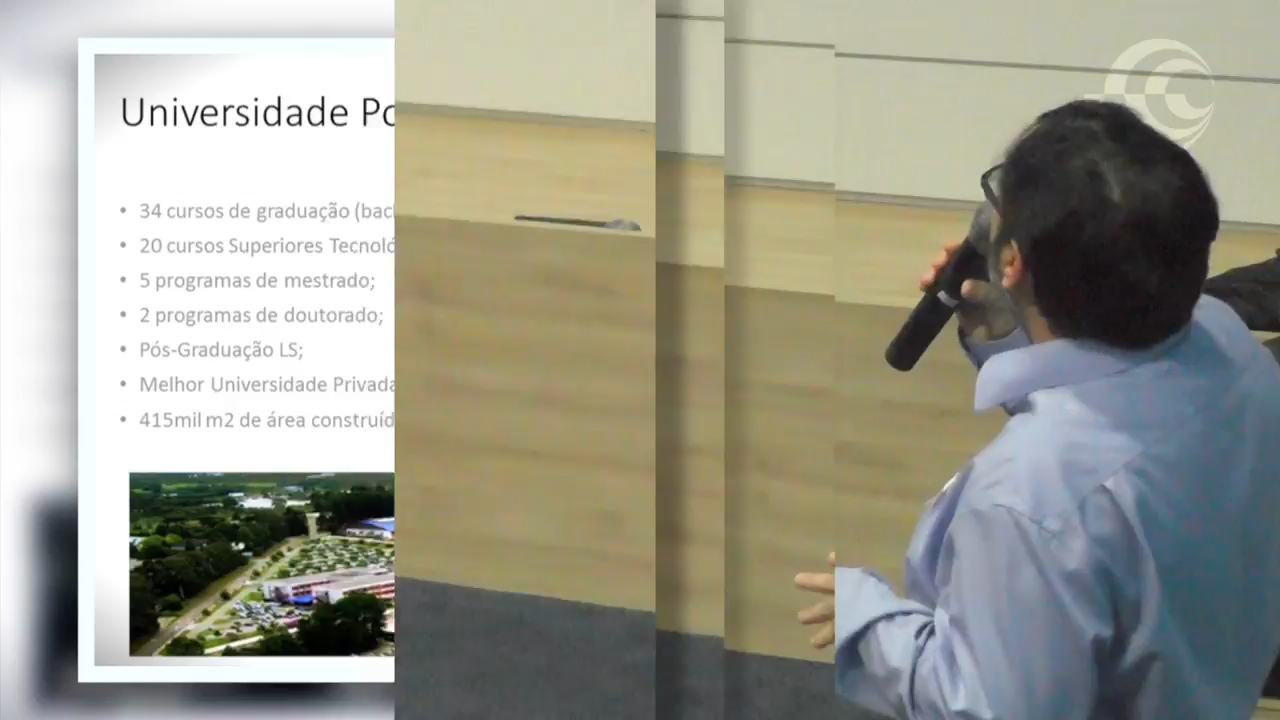 Universidade Po
• 34 cursos de graduação (bac
• 20 cursos Superiores Tecnoló
• 5 programas de mestrado;
• 2 programas de doutorado;
• Pós-Graduação LS;
• Melhor Universidade Privada
• 415mil m2 de área construíd